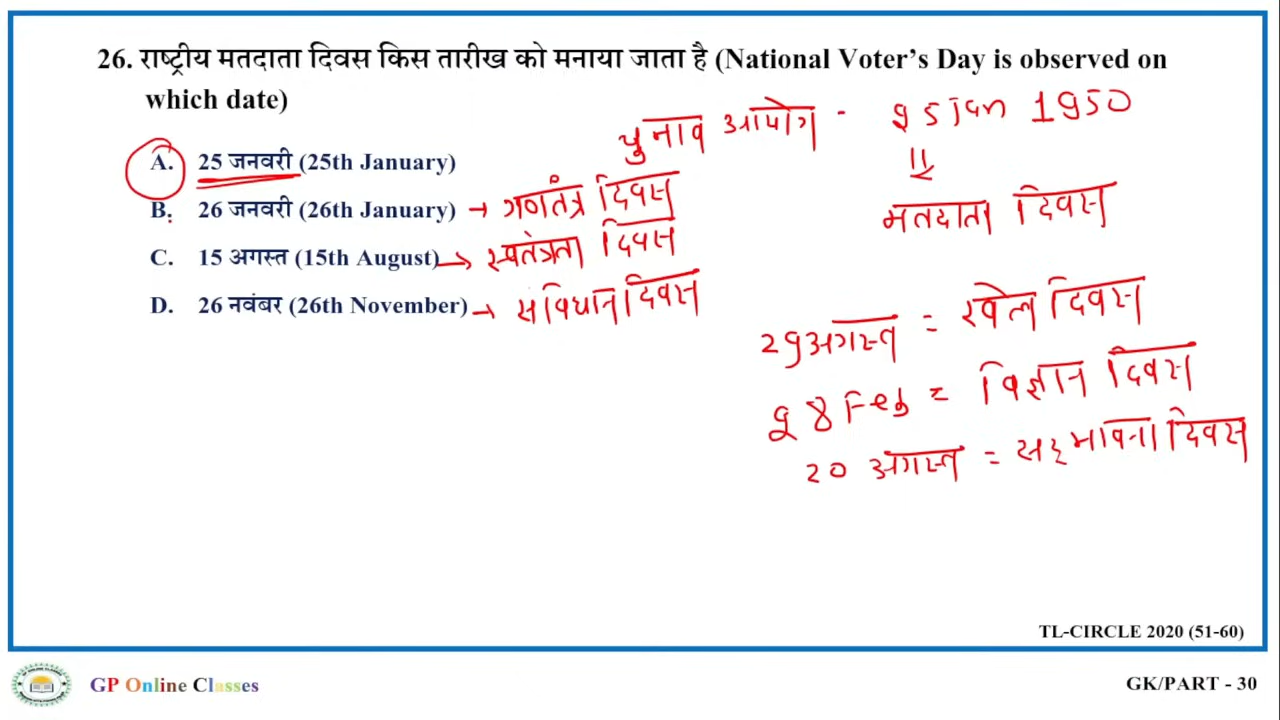 26. राष्ट्रीय मतदाता दिवस किस तारीख को मनाया जाता है (National Voter's Day is observed on
which date)
चुनाव आयोग - 25 Jan 1950
A. 25 जनवरी (25th January)
B. 26 जनवरी (26th January) → गणतंत्र दिवस
मतदाता दिवस
C. 15 अगस्त (15th August) → स्वतंत्रता दिवस
D. 26 नवंबर (26th November) → संविधान दिवस
29 अगस्त = खेल दिवस
28 Feb = विज्ञान दिवस
20 अगस्त = सद्भावना दिवस
TL-CIRCLE 2020 (51-60)
GP Online Classes
GK/PART - 30